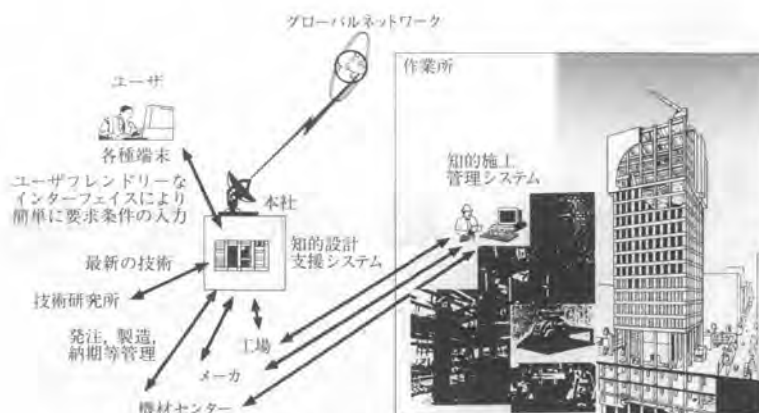 グローバルネットワーク
ユーザ
各種端末
ユーザフレンドリーな
インターフェイスにより
簡単に要求条件の入力
本社
知的設計
支援システム
最新の技術
技術研究所
発注, 製造,
納期等管理
工場
メーカ
機材センター
作業所
知的施工
管理システム